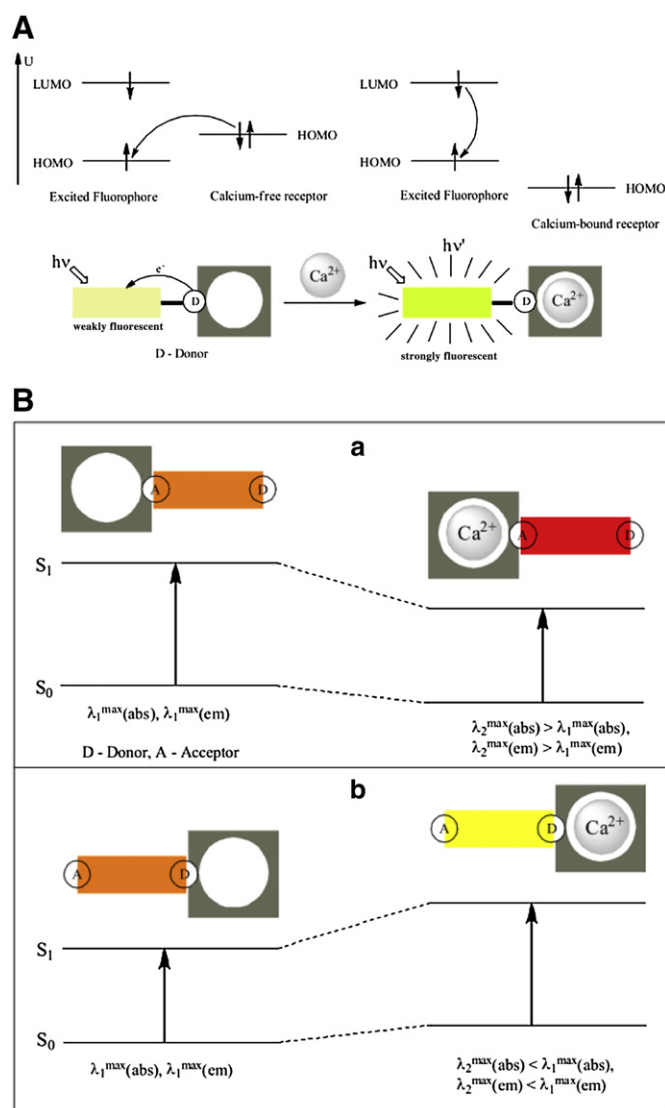 A
U
LUMO
LUMO
HOMO
HOMO
HOMO
Excited Fluorophore
Calcium-free receptor
Excited Fluorophore
HOMO
Calcium-bound receptor
hν
e⁻
D
weakly fluorescent
D - Donor
Ca²⁺
hν
hν'
D
Ca²⁺
strongly fluorescent
B
a
A
D
Ca²⁺
A
D
S₁
S₀
λ₁ᵐᵃˣ(abs), λ₁ᵐᵃˣ(em)
D - Donor, A - Acceptor
λ₂ᵐᵃˣ(abs) > λ₁ᵐᵃˣ(abs),
λ₂ᵐᵃˣ(em) > λ₁ᵐᵃˣ(em)
b
A
D
Ca²⁺
A
D
S₁
S₀
λ₁ᵐᵃˣ(abs), λ₁ᵐᵃˣ(em)
λ₂ᵐᵃˣ(abs) < λ₁ᵐᵃˣ(abs),
λ₂ᵐᵃˣ(em) < λ₁ᵐᵃˣ(em)